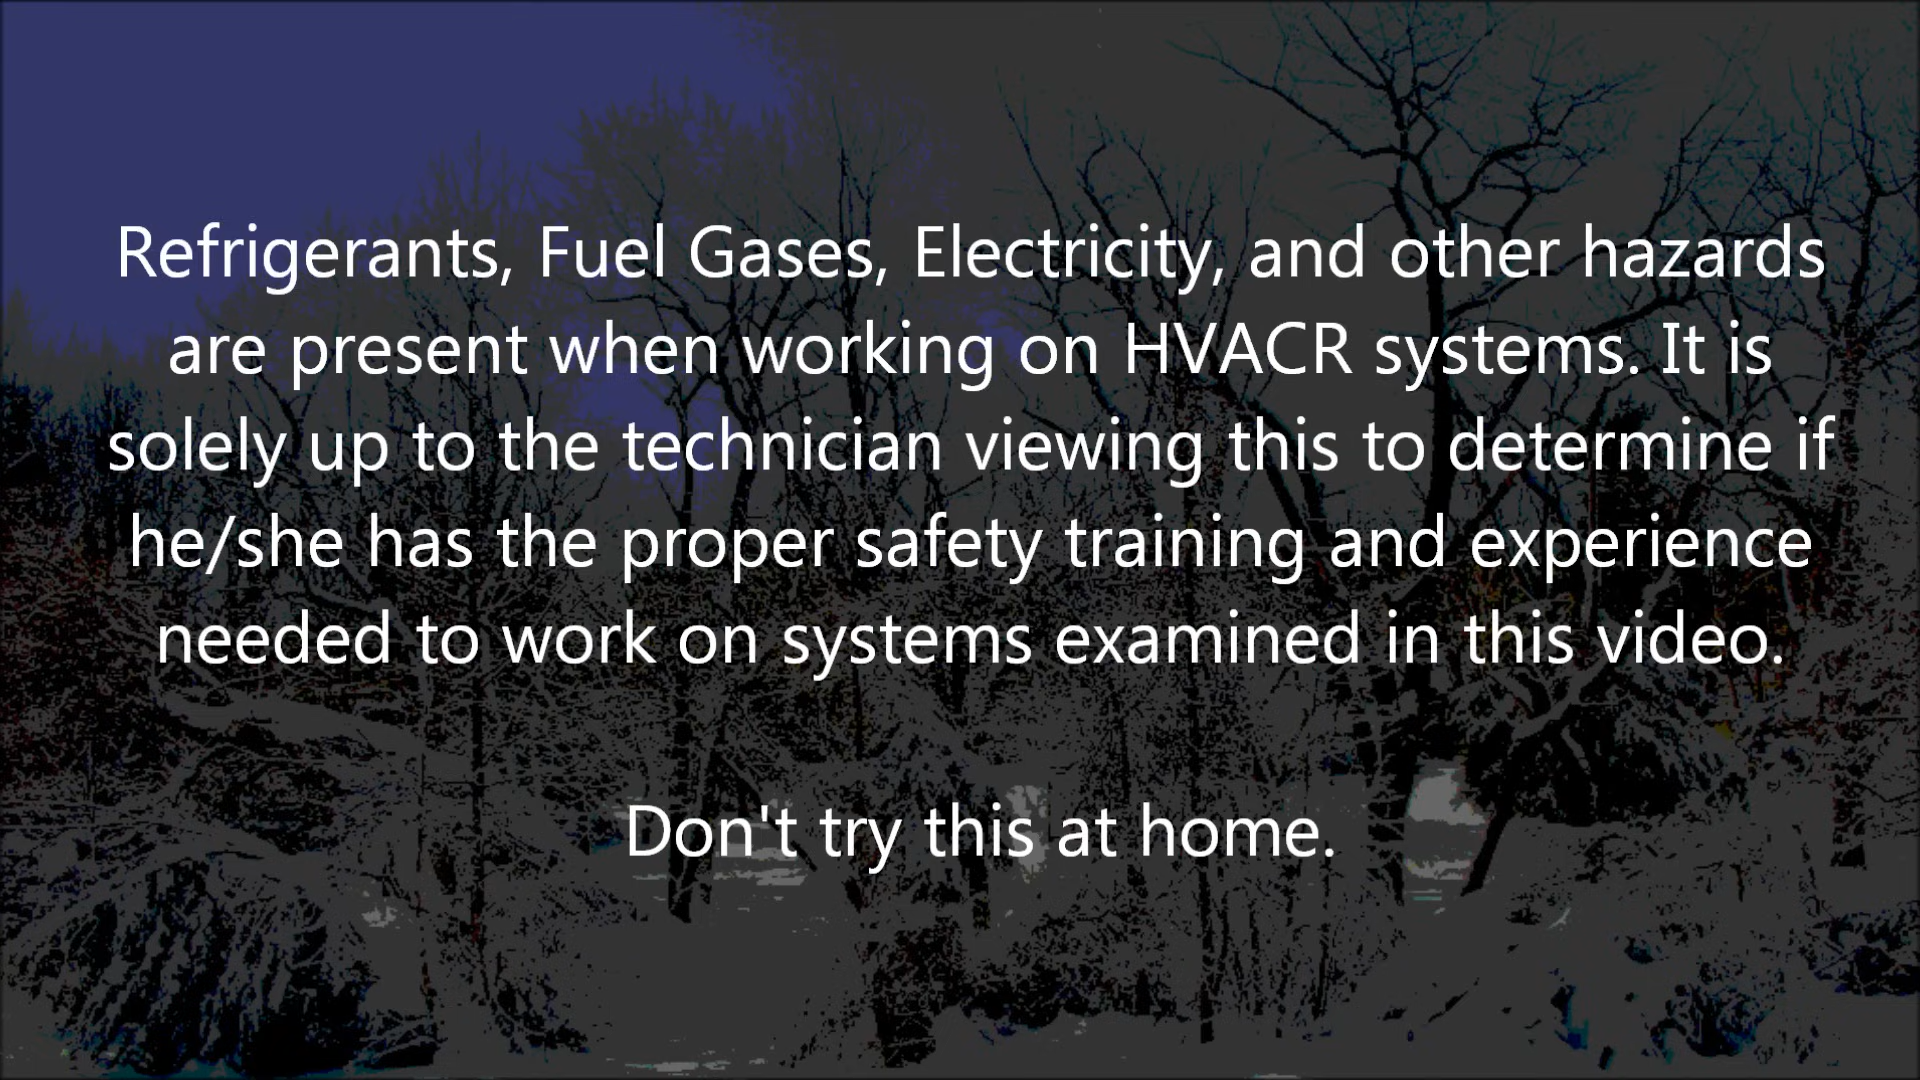 Refrigerants, Fuel Gases, Electricity, and other hazards
are present when working on HVACR systems. It is
solely up to the technician viewing this to determine if
he/she has the proper safety training and experience
needed to work on systems examined in this video.
Don't try this at home.